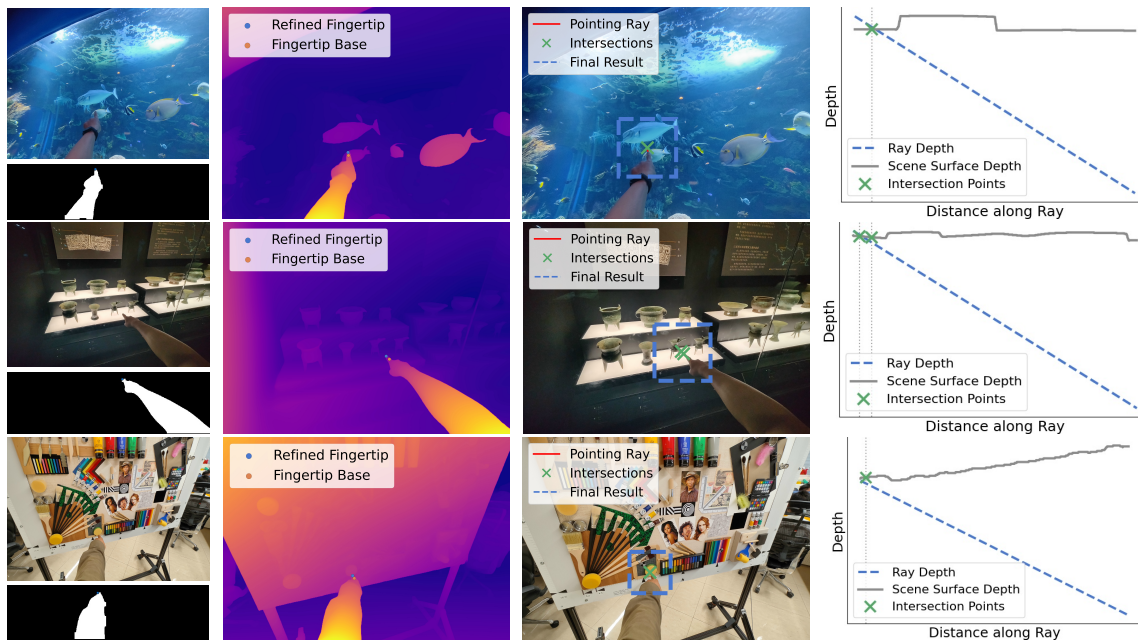 Refined Fingertip
Fingertip Base
Pointing Ray
Intersections
Final Result
Depth
Ray Depth
Scene Surface Depth
Intersection Points
Distance along Ray
Refined Fingertip
Fingertip Base
Pointing Ray
Intersections
Final Result
Depth
Ray Depth
Scene Surface Depth
Intersection Points
Distance along Ray
Refined Fingertip
Fingertip Base
Pointing Ray
Intersections
Final Result
Depth
Ray Depth
Scene Surface Depth
Intersection Points
Distance along Ray